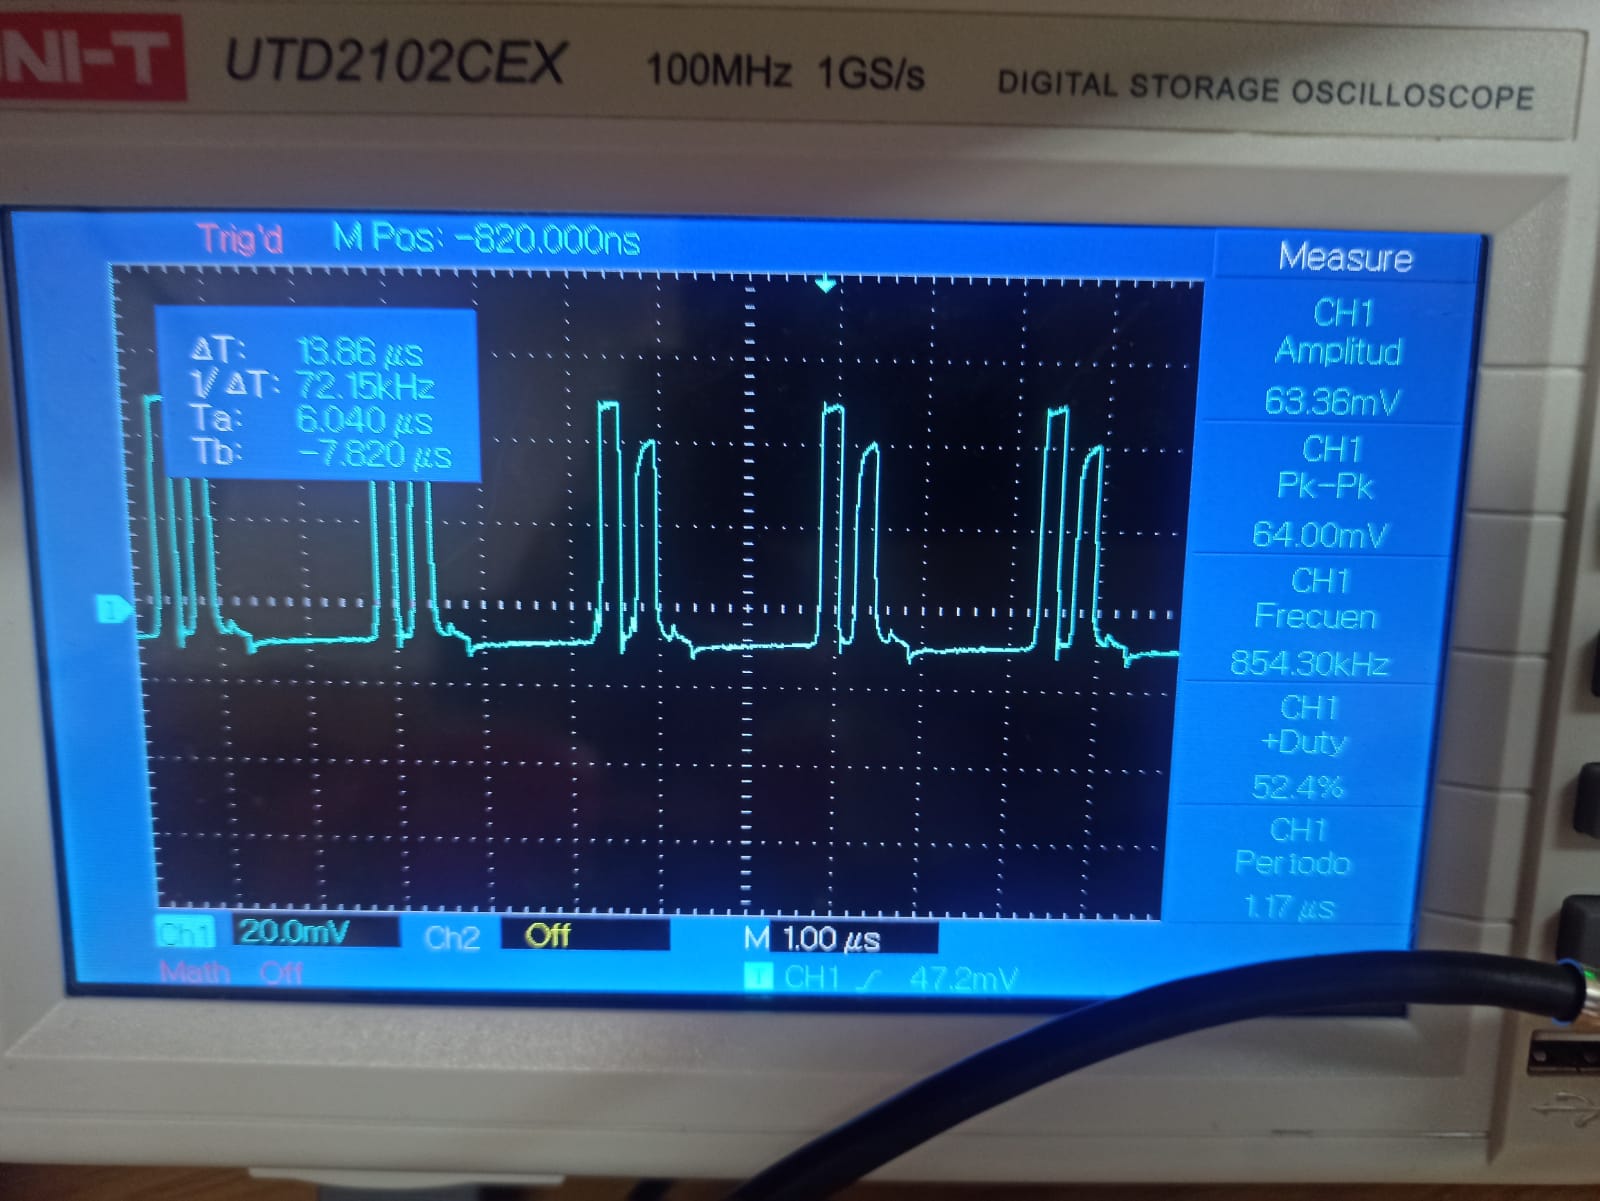 NI-T UTD2102CEX 100MHz 1GS/s DIGITAL STORAGE OSCILLOSCOPE
Trig'd M Pos: -820.000ns
Measure
ΔT: 13.86 µs
1/ΔT: 72.15kHz
Ta: 6.040 µs
Tb: -7.820 µs
CH1
Amplitud
63.36mV
CH1
Pk-Pk
64.00mV
CH1
Frecuen
854.30kHz
CH1
+Duty
52.4%
CH1
Periodo
1.17 µs
1
Ch1 20.0mV Ch2 Off M 1.00 µs
Math Off CH1 47.2mV